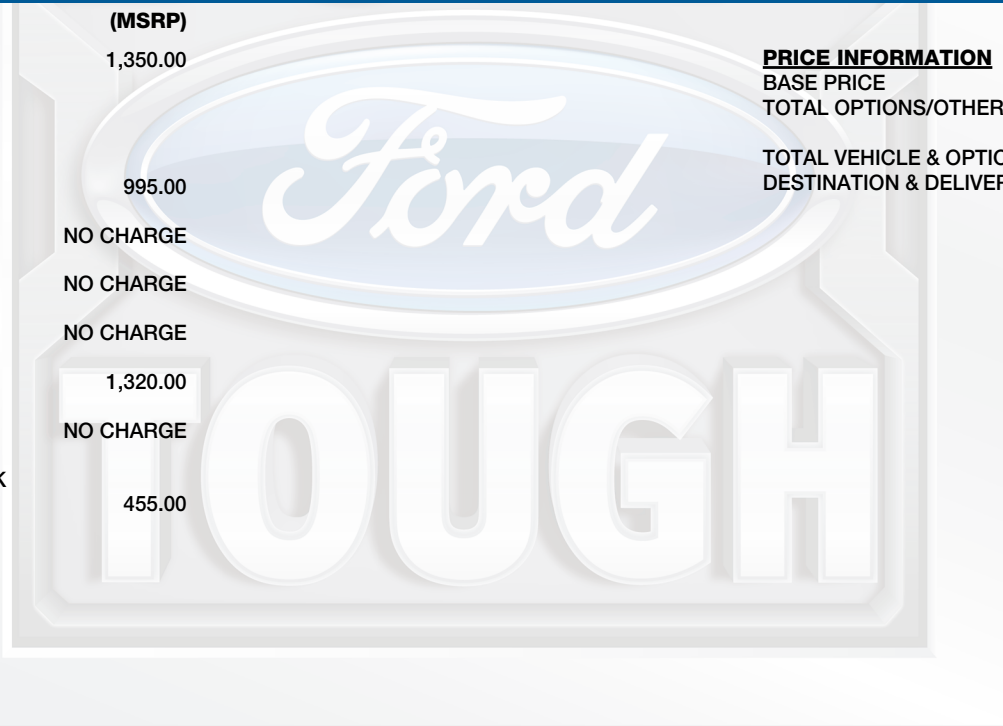 (MSRP)
1,350.00
995.00
NO CHARGE
NO CHARGE
NO CHARGE
1,320.00
NO CHARGE
K
455.00
PRICE INFORMATION
BASE PRICE
TOTAL OPTIONS/OTHER
TOTAL VEHICLE & OPTIO
DESTINATION & DELIVER
Ford
TOUGH